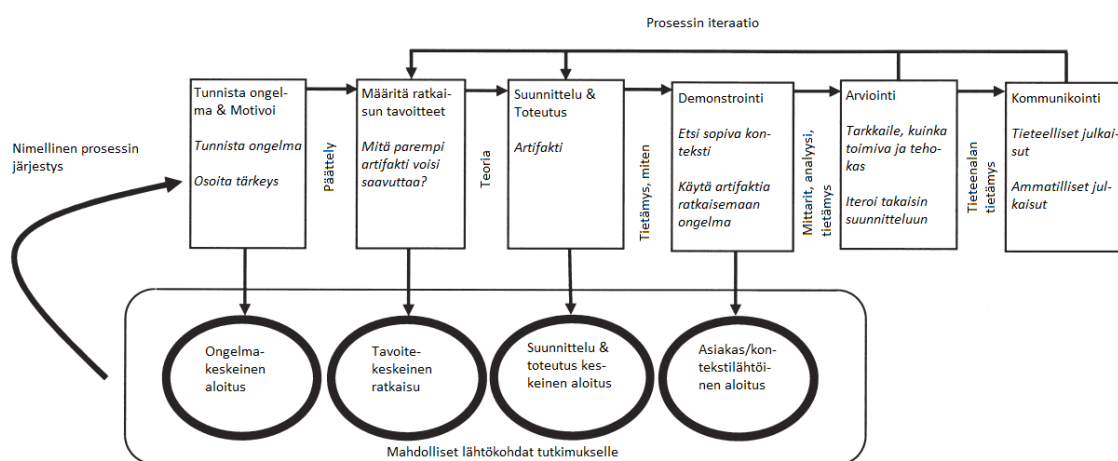 Prosessin iteraatio
Nimellinen prosessin
järjestys
Tunnista ongel-
ma & Motivoi
Tunnista ongelma
Osoita tärkeys
Päättely
Määritä ratkai-
sun tavoitteet
Mitä parempi
artifakti voisi
saavuttaa?
Teoria
Suunnittelu &
Toteutus
Artifakti
Tietämys, miten
Demonstrointi
Etsi sopiva kon-
teksti
Käytä artifaktia
ratkaisemaan
ongelma
Mittarit, analyysi,
tietämys
Arviointi
Tarkkaile, kuinka
toimiva ja teho-
kas
Iteroi takaisin
suunnitteluun
Tieteenalan
tietämys
Kommunikointi
Tieteelliset julkai-
sut
Ammatilliset jul-
kaisut
Ongelma-
keskeinen
aloitus
Tavoite-
keskeinen
ratkaisu
Suunnittelu &
toteutus kes-
keinen aloitus
Asiakas/kon-
tekstilähtöi-
nen aloitus
Mahdolliset lähtökohdat tutkimukselle